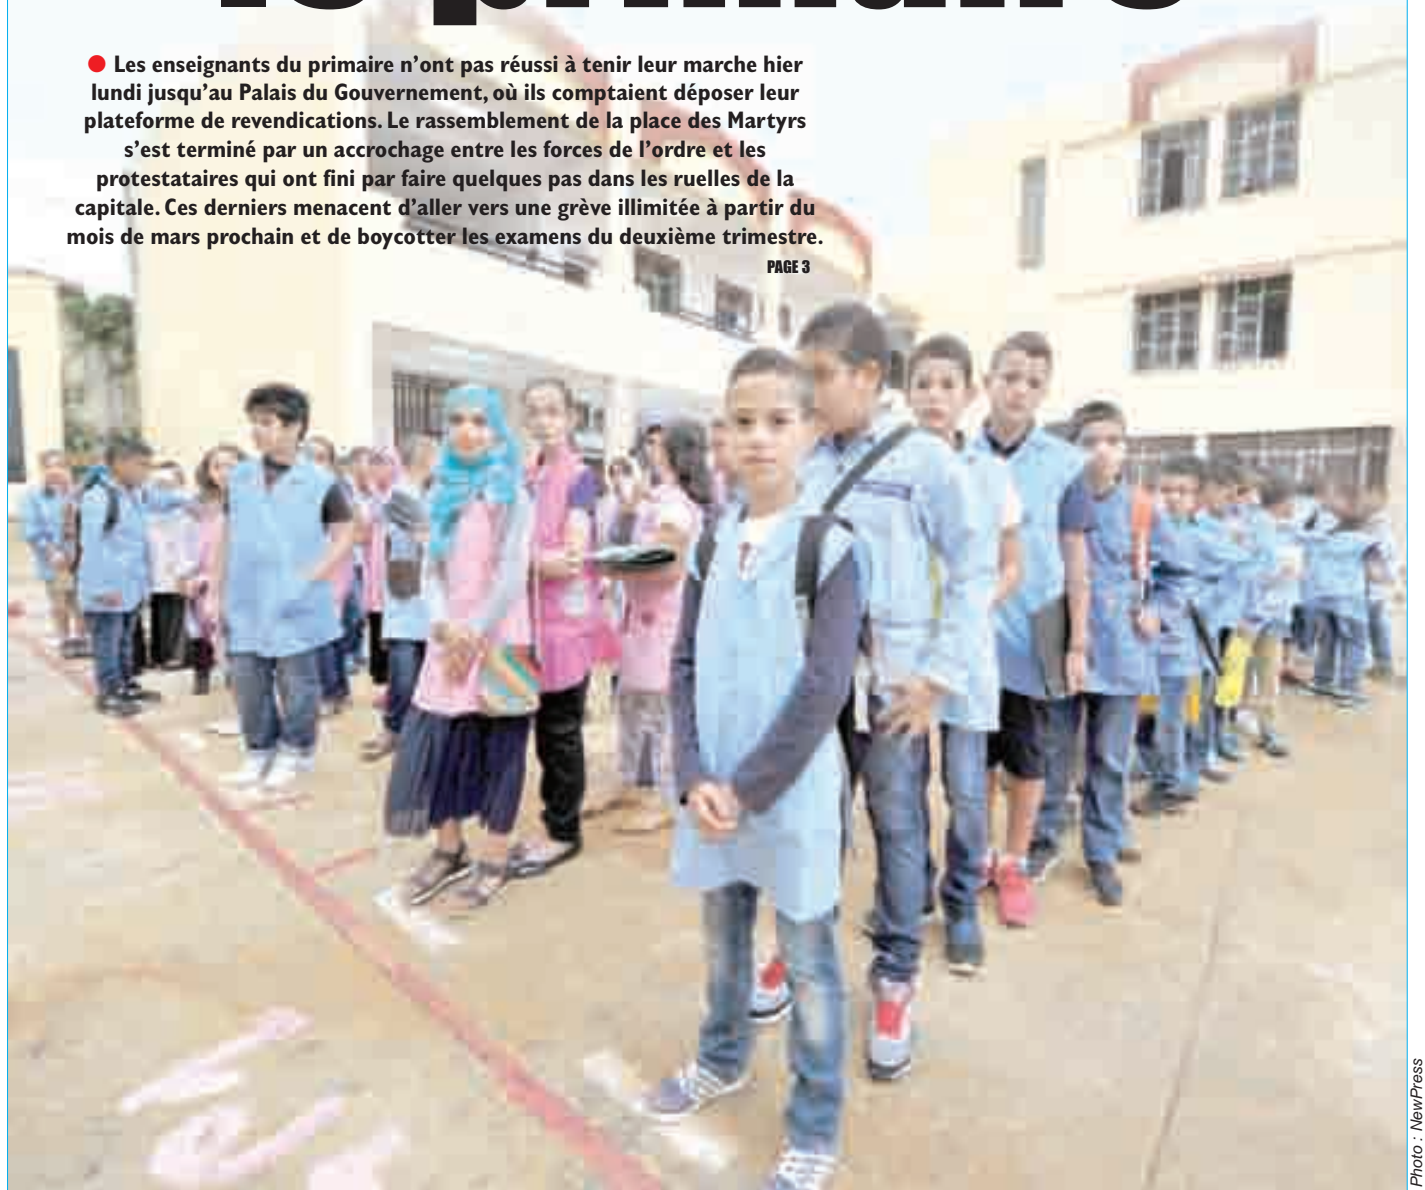 ● Les enseignants du primaire n’ont pas réussi à tenir leur marche hier
lundi jusqu’au Palais du Gouvernement, où ils comptaient déposer leur
plateforme de revendications. Le rassemblement de la place des Martyrs
s’est terminé par un accrochage entre les forces de l’ordre et les
protestataires qui ont fini par faire quelques pas dans les ruelles de la
capitale. Ces derniers menacent d’aller vers une grève illimitée à partir du
mois de mars prochain et de boycotter les examens du deuxième trimestre.
PAGE 3
Photo : NewPress